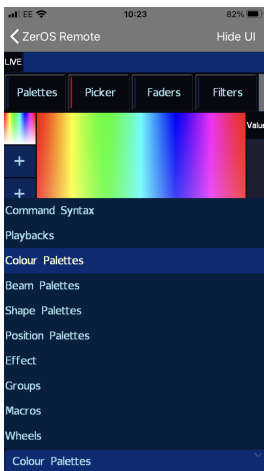 EE 10:23 82%
ZerOS Remote Hide UI
LIVE
Palettes Picker Faders Filters
Value
+
+
Command Syntax
Playbacks
Colour Palettes
Beam Palettes
Shape Palettes
Position Palettes
Effect
Groups
Macros
Wheels
Colour Palettes